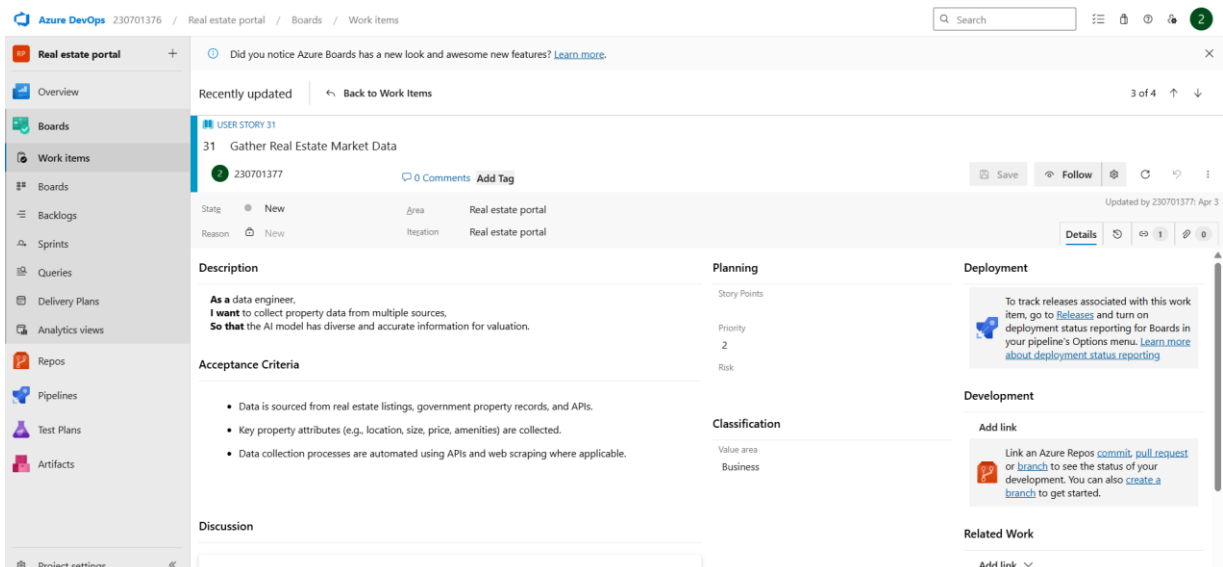 Azure DevOps 230701376 / Real estate portal / Boards / Work items
Search
2
RP Real estate portal +
Did you notice Azure Boards has a new look and awesome new features? Learn more.
Overview
Boards
Work items
Boards
Backlogs
Sprints
Queries
Delivery Plans
Analytics views
Repos
Pipelines
Test Plans
Artifacts
Project settings
Recently updated
Back to Work Items
3 of 4
USER STORY 31
31 Gather Real Estate Market Data
2 230701377
0 Comments Add Tag
Save
Follow
State New
Area Real estate portal
Updated by 230701377: Apr 3
Reason New
Iteration Real estate portal
Details
1
0
Description
As a data engineer,
I want to collect property data from multiple sources,
So that the AI model has diverse and accurate information for valuation.
Acceptance Criteria
• Data is sourced from real estate listings, government property records, and APIs.
• Key property attributes (e.g., location, size, price, amenities) are collected.
• Data collection processes are automated using APIs and web scraping where applicable.
Discussion
Planning
Story Points
Priority
2
Risk
Classification
Value area
Business
Deployment
To track releases associated with this work
item, go to Releases and turn on
deployment status reporting for Boards in
your pipeline's Options menu. Learn more
about deployment status reporting
Development
Add link
Link an Azure Repos commit, pull request
or branch to see the status of your
development. You can also create a
branch to get started.
Related Work
Add link